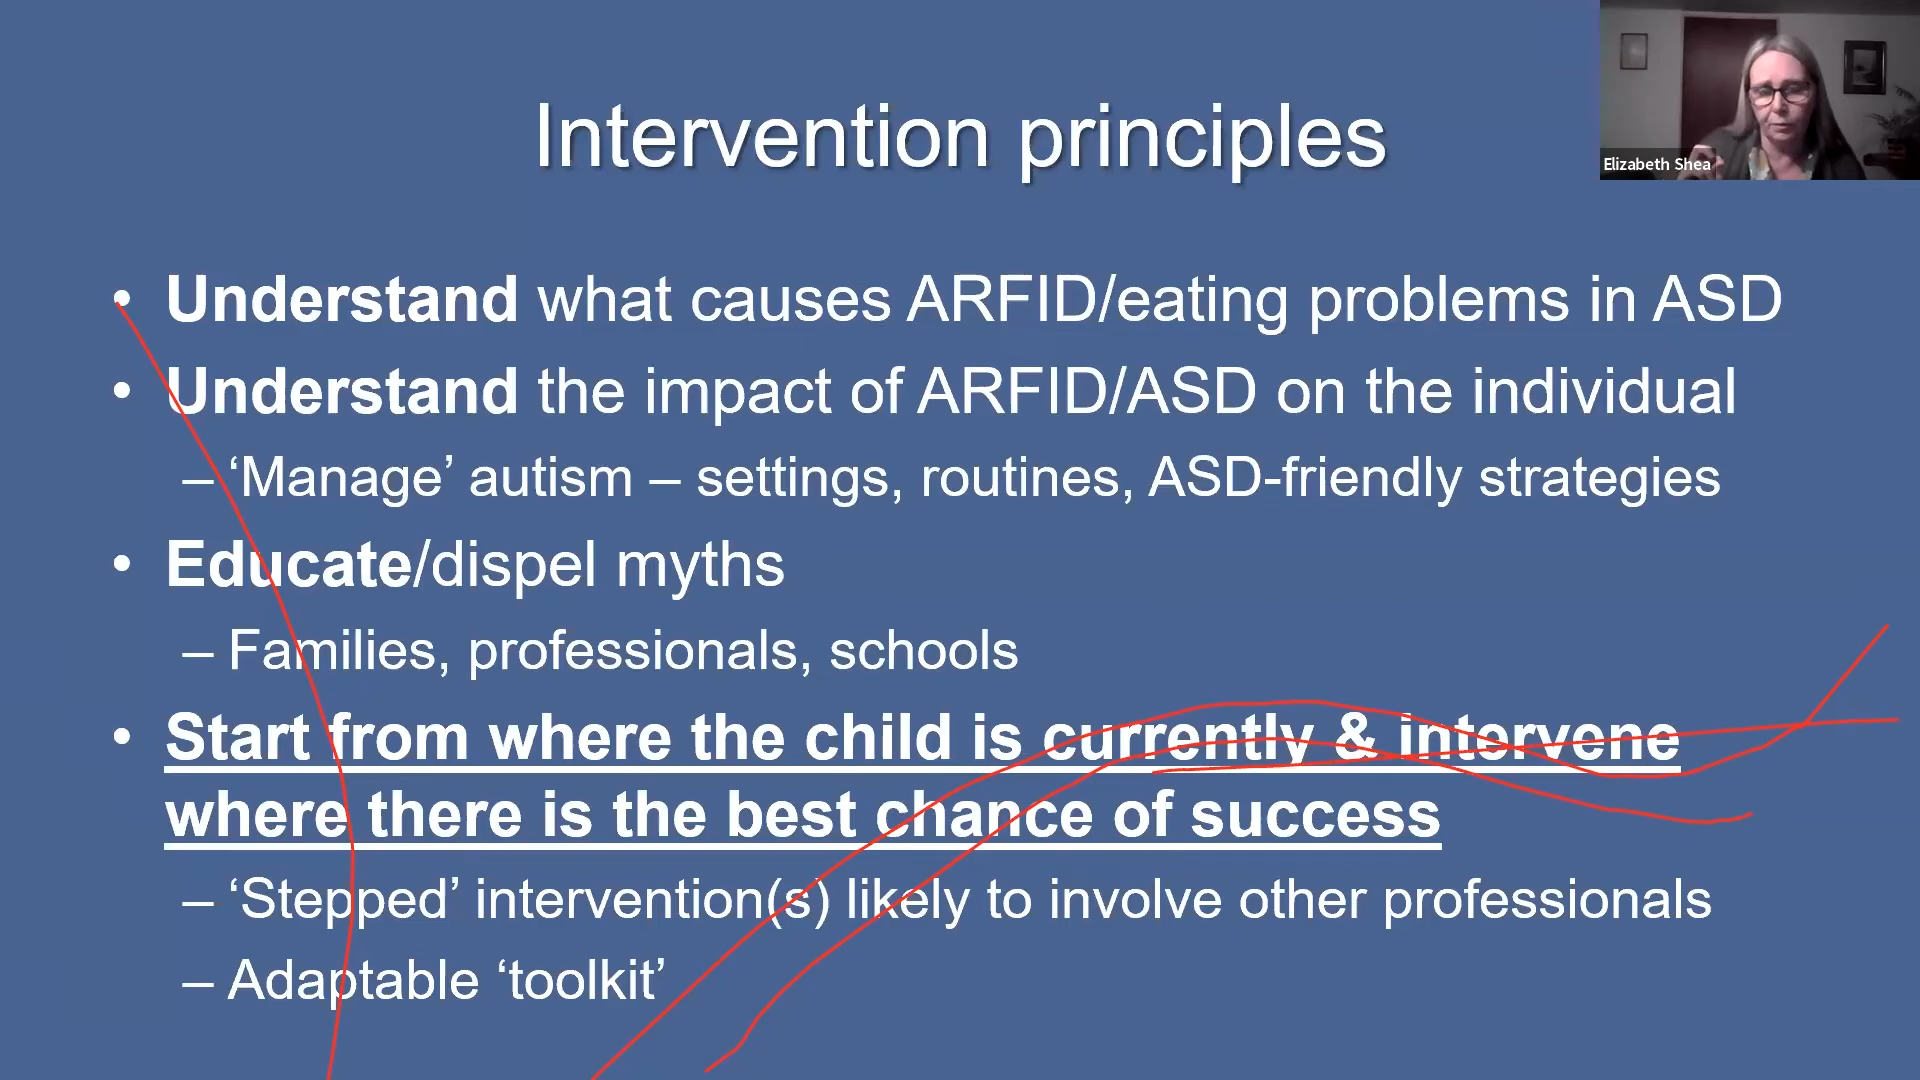 Intervention principles
Elizabeth Shea
• Understand what causes ARFID/eating problems in ASD
• Understand the impact of ARFID/ASD on the individual
– ‘Manage’ autism – settings, routines, ASD-friendly strategies
• Educate/dispel myths
– Families, professionals, schools
• Start from where the child is currently & intervene
where there is the best chance of success
– ‘Stepped’ intervention(s) likely to involve other professionals
– Adaptable ‘toolkit’